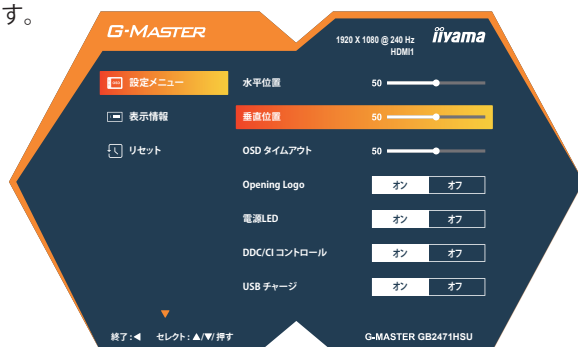 す。
G-MASTER
1920 X 1080 @ 240 Hz
HDMI1
iiyama
設定メニュー
水平位置 50
表示情報
垂直位置 50
リセット
OSD タイムアウト 50
Opening Logo オン オフ
電源LED オン オフ
DDC/CI コントロール オン オフ
USB チャージ オン オフ
終了 : ◀ セレクト : ▲/▼/ 押す
G-MASTER GB2471HSU